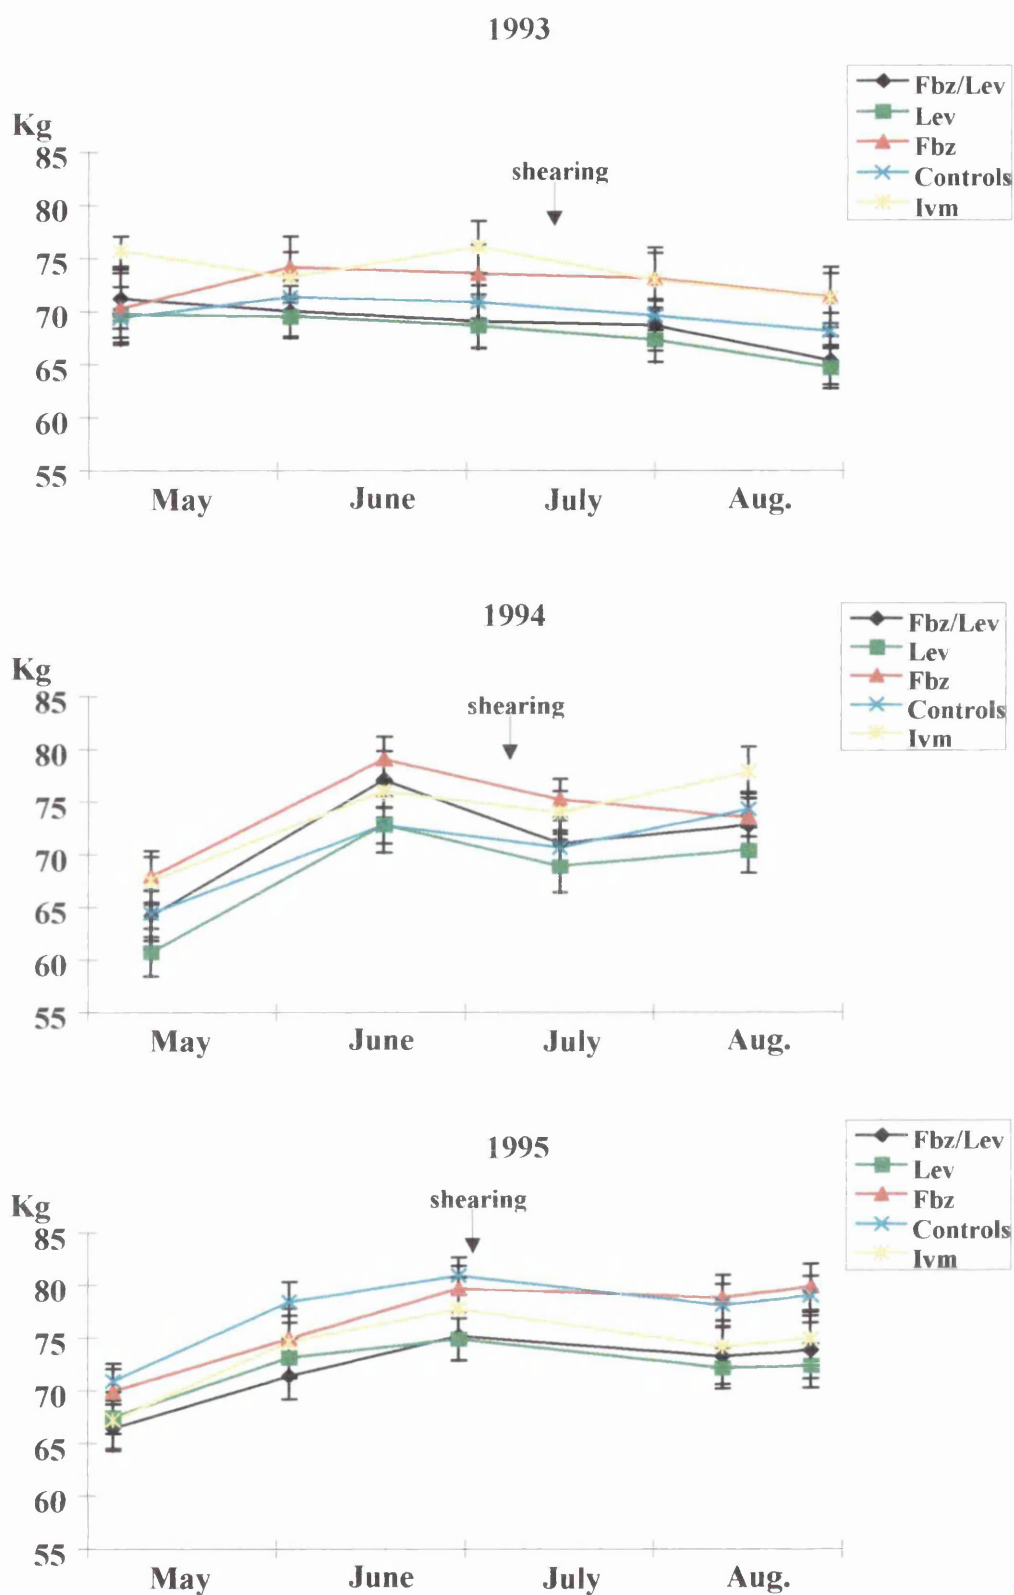 1993
Fbz/Lev
Lev
Fbz
Controls
Ivm
Kg
85
80
75
70
65
60
55
shearing
May June July Aug.
1994
Fbz/Lev
Lev
Fbz
Controls
Ivm
Kg
85
80
75
70
65
60
55
shearing
May June July Aug.
1995
Fbz/Lev
Lev
Fbz
Controls
Ivm
Kg
85
80
75
70
65
60
55
shearing
May June July Aug.